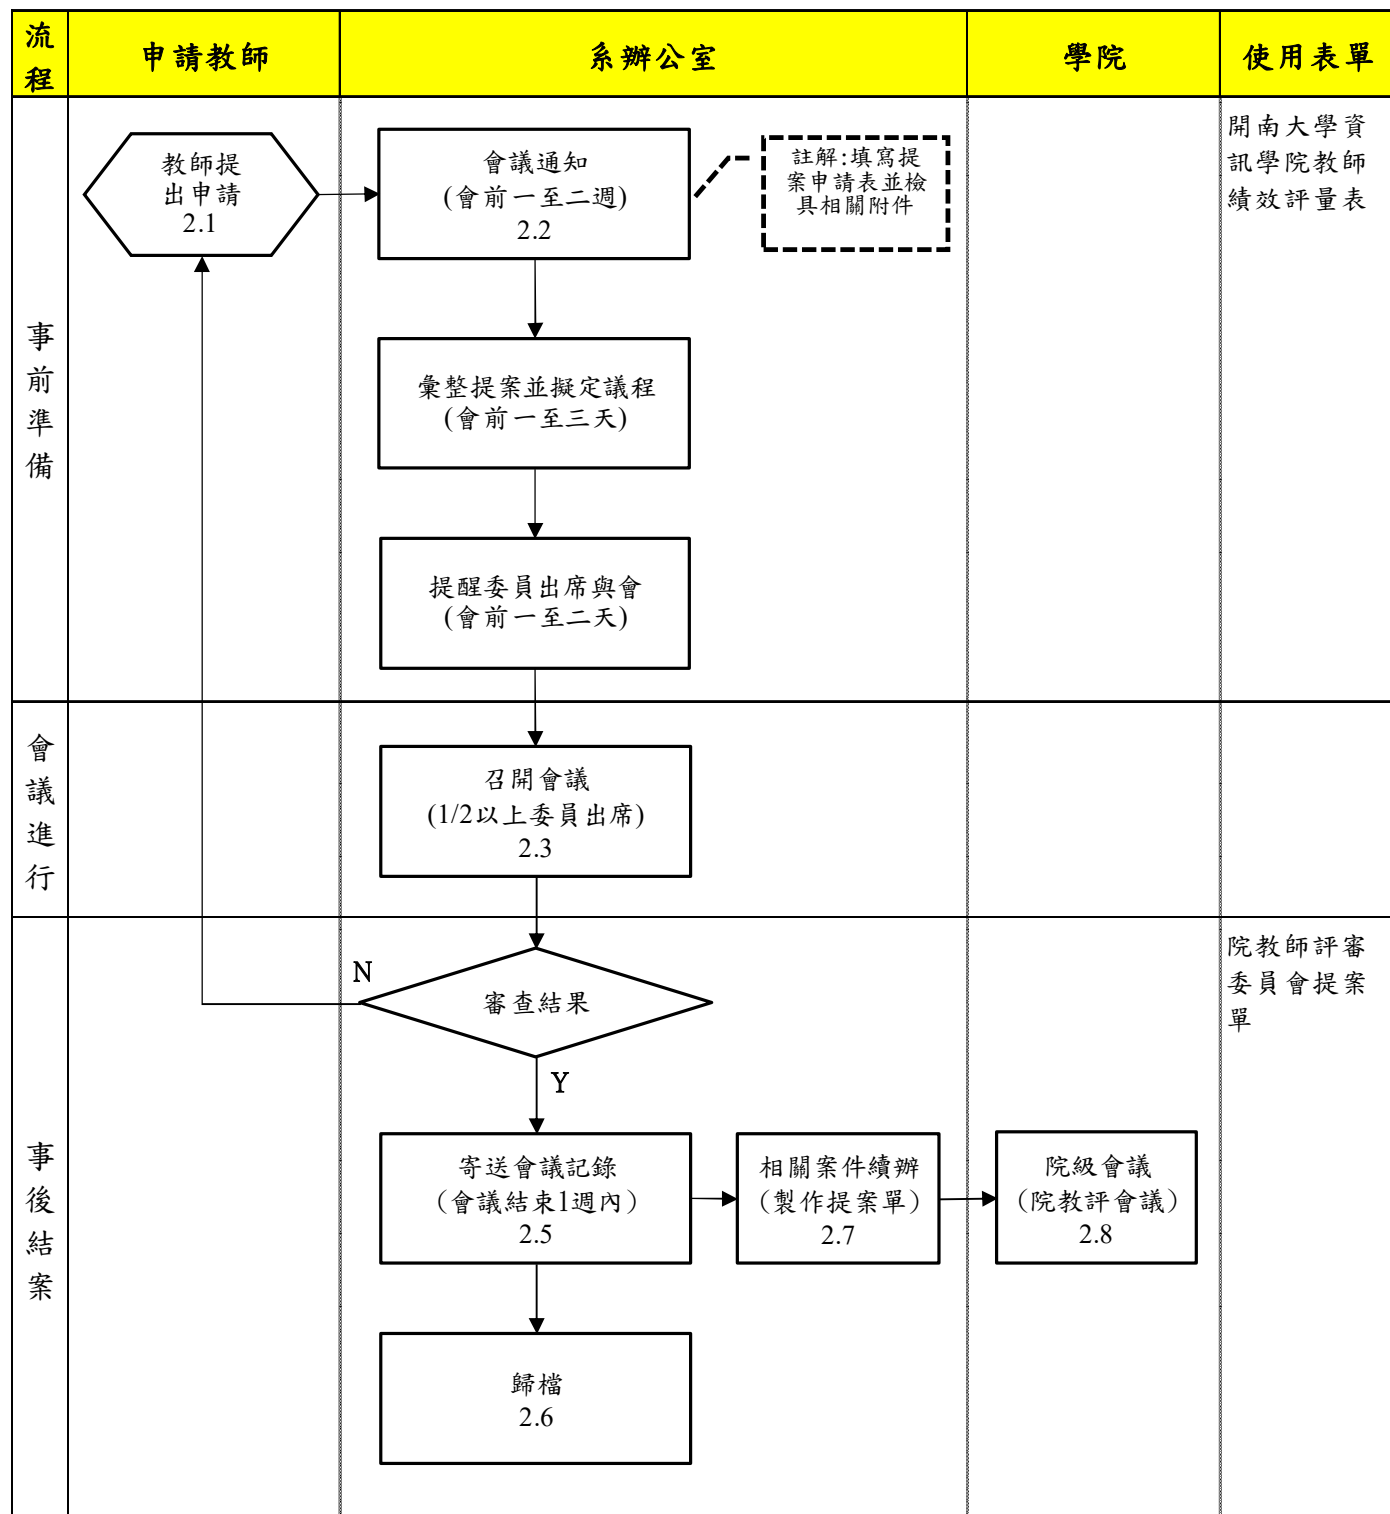 流程
申請教師
系辦公室
學院
使用表單
事前準備
教師提
出申請
2.1
會議通知
(會前一至二週)
2.2
註解:填寫提
案申請表並檢
具相關附件
開南大學資
訊學院教師
績效評量表
彙整提案並擬定議程
(會前一至三天)
提醒委員出席與會
(會前一至二天)
會議進行
召開會議
(1/2以上委員出席)
2.3
事後結案
N
審查結果
Y
院教師評審
委員會提案
單
寄送會議記錄
(會議結束1週內)
2.5
相關案件續辦
(製作提案單)
2.7
院級會議
(院教評會議)
2.8
歸檔
2.6